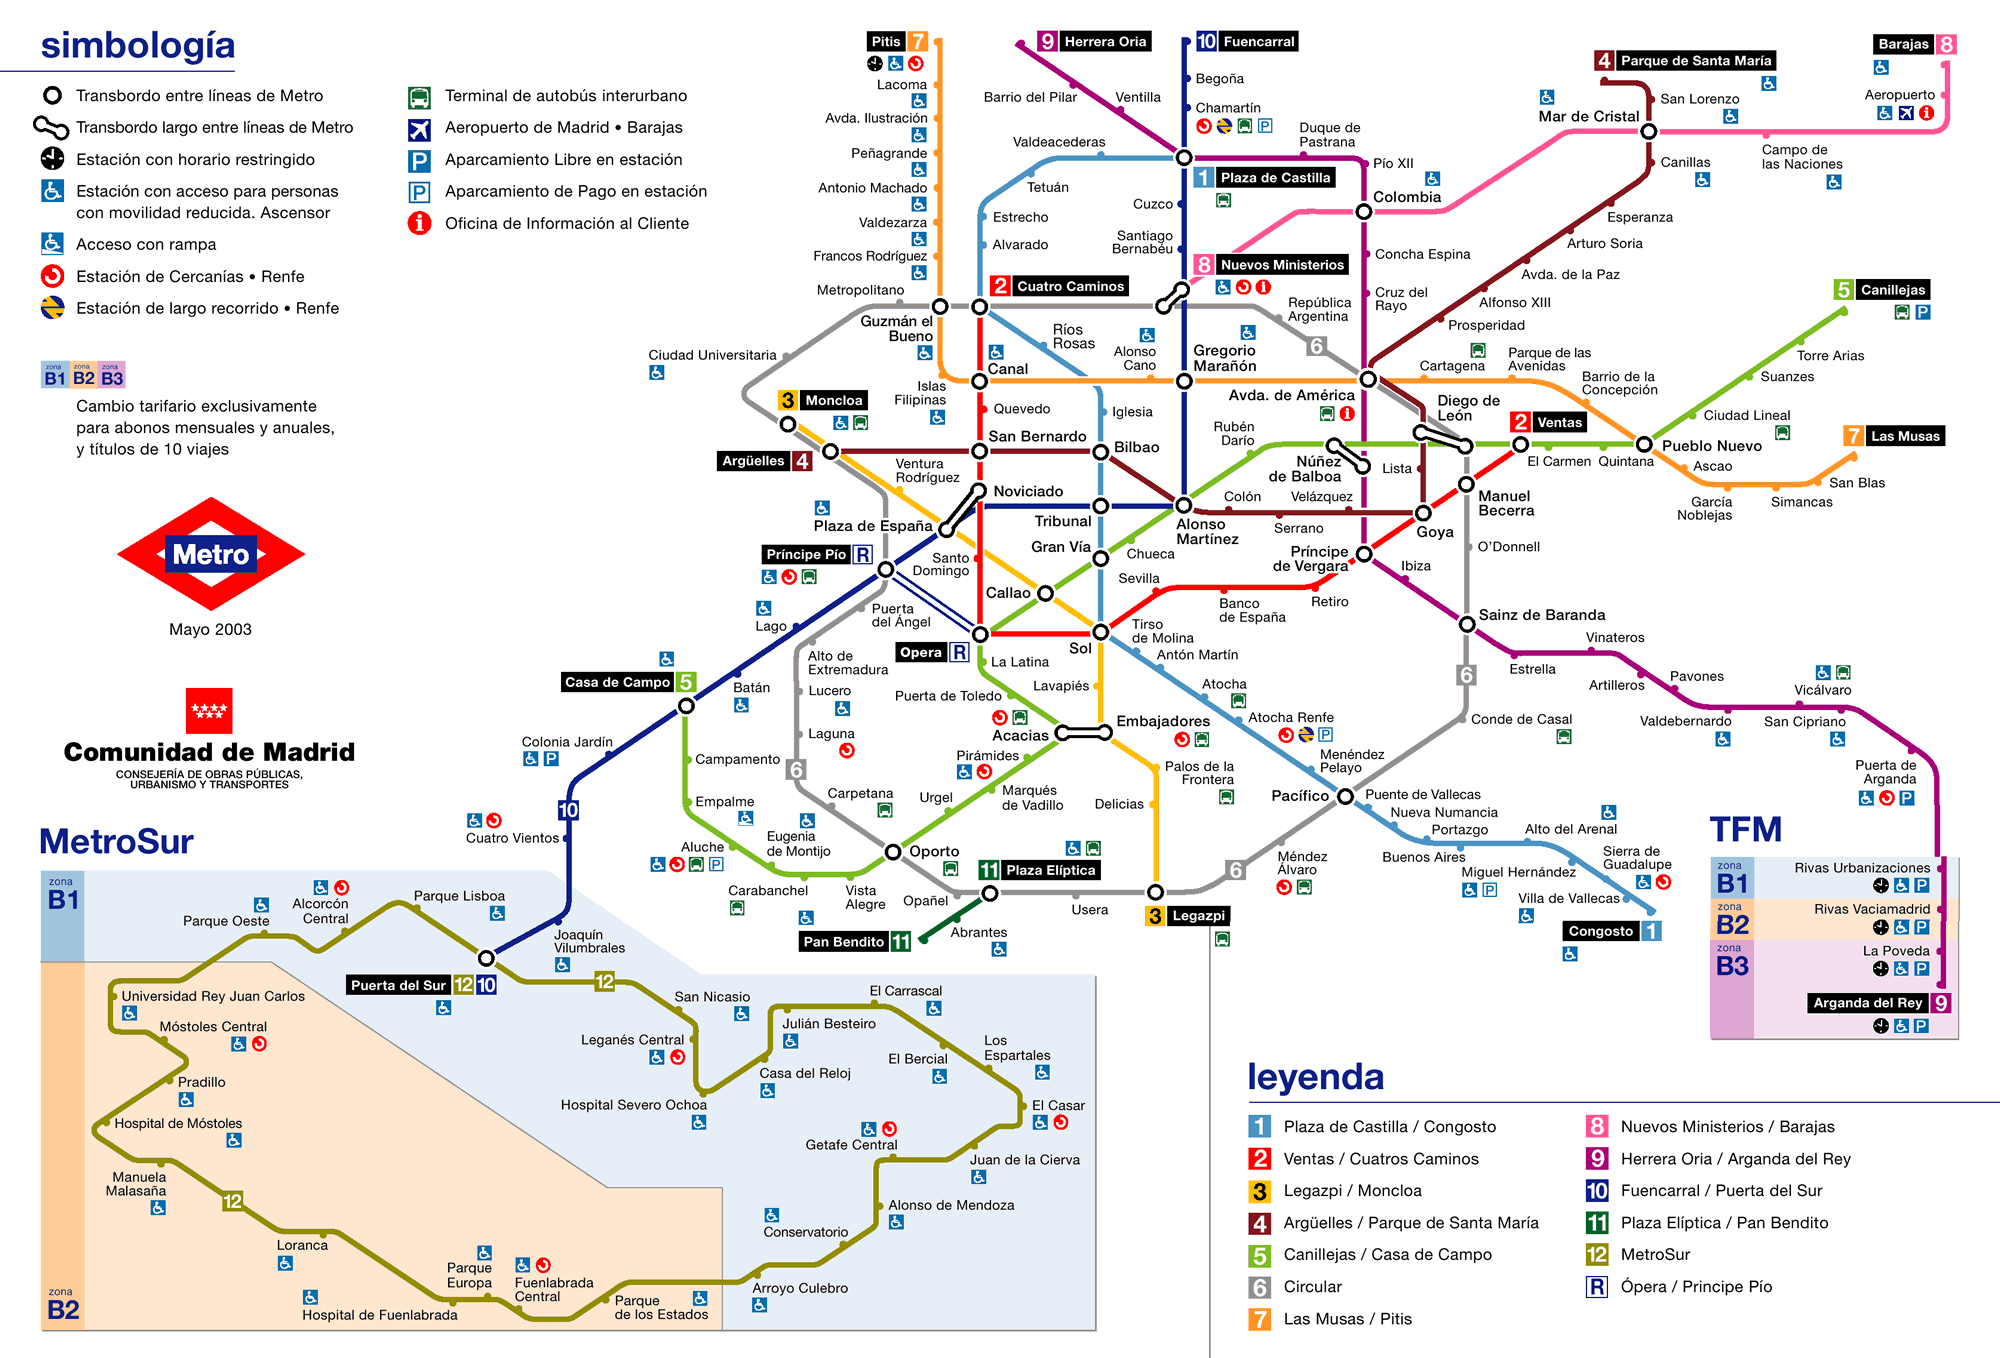 simbología
Transbordo entre líneas de Metro
Transbordo largo entre líneas de Metro
Estación con horario restringido
Estación con acceso para personas
con movilidad reducida. Ascensor
Acceso con rampa
Estación de Cercanías • Renfe
Estación de largo recorrido • Renfe
Terminal de autobús interurbano
Aeropuerto de Madrid • Barajas
P Aparcamiento Libre en estación
P Aparcamiento de Pago en estación
i Oficina de Información al Cliente
zona B1
zona B2
zona B3
Cambio tarifario exclusivamente
para abonos mensuales y anuales,
y títulos de 10 viajes
Metro
Mayo 2003
Comunidad de Madrid
CONSEJERÍA DE OBRAS PÚBLICAS,
URBANISMO Y TRANSPORTES
Pitis 7
Lacoma
Avda. Ilustración
Peñagrande
Antonio Machado
Valdezarza
Francos Rodríguez
Metropolitano
Guzmán el
Bueno
Ciudad Universitaria
Islas
Filipinas
3 Moncloa
Argüelles 4
9 Herrera Oria
Barrio del Pilar
Ventilla
10 Fuencarral
Begoña
Chamartín
Valdeacederas
Tetuán
Estrecho
Alvarado
1 Plaza de Castilla
Duque de
Pastrana
Pío XII
Colombia
Cuzco
Santiago
Bernabéu
8 Nuevos Ministerios
2 Cuatro Caminos
Concha Espina
Cruz del
Rayo
República
Argentina
6
Ríos
Rosas
Alonso
Cano
Gregorio
Marañón
Canal
Quevedo
Iglesia
San Bernardo
Bilbao
Avda. de América
4 Parque de Santa María
San Lorenzo
Mar de Cristal
Canillas
Esperanza
Arturo Soria
Avda. de la Paz
Alfonso XIII
Prosperidad
Barajas 8
Aeropuerto
Campo de
las Naciones
5 Canillejas
Torre Arias
Suanzes
Ciudad Lineal
Cartagena
Parque de las
Avenidas
Barrio de la
Concepción
Diego de
León
2 Ventas
El Carmen
Quintana
Pueblo Nuevo
7 Las Musas
San Blas
Ascao
García
Noblejas
Simancas
Rubén
Darío
Núñez
de Balboa
Lista
Manuel
Becerra
Goya
Colón
Velázquez
Serrano
Alonso
Martínez
Ventura
Rodríguez
Noviciado
Plaza de España
Tribunal
Gran Vía
Chueca
Príncipe Pío R
Santo
Domingo
Callao
Sevilla
Banco
de España
Retiro
Príncipe
de Vergara
Ibiza
O'Donnell
Sainz de Baranda
Puerta
del Ángel
Lago
Opera R
Sol
Tirso
de Molina
Antón Martín
La Latina
Alto de
Extremadura
Lucero
Laguna
6
Batán
Casa de Campo 5
Puerta de Toledo
Lavapiés
Atocha
Atocha Renfe
Menéndez
Pelayo
Embajadores
Acacias
Pirámides
Marqués
de Vadillo
Urgel
Palos de la
Frontera
Delicias
Pacífico
6
Conde de Casal
Estrella
Vinateros
Artilleros
Pavones
Valdebernardo
Vicálvaro
San Cipriano
Puerta de
Arganda
Colonia Jardín
Campamento
Empalme
10
Cuatro Vientos
Aluche
Eugenia
de Montijo
Carabanchel
Vista
Alegre
Carpetana
Oporto
Opañel
11 Plaza Elíptica
Abrantes
Pan Bendito 11
Usera
3 Legazpi
6
Méndez
Álvaro
Puente de Vallecas
Nueva Numancia
Portazgo
Buenos Aires
Alto del Arenal
Miguel Hernández
Sierra de
Guadalupe
Villa de Vallecas
Congosto 1
TFM
zona B1
Rivas Urbanizaciones
zona B2
Rivas Vaciamadrid
zona B3
La Poveda
Arganda del Rey 9
MetroSur
zona B1
Parque Oeste
Alcorcón
Central
Parque Lisboa
Joaquín
Vilumbrales
Puerta del Sur 12 10
12
San Nicasio
Leganés Central
Hospital Severo Ochoa
Casa del Reloj
Julián Besteiro
El Carrascal
El Bercial
Los
Espartales
El Casar
Juan de la Cierva
Getafe Central
Alonso de Mendoza
Conservatorio
Arroyo Culebro
Parque
de los Estados
Fuenlabrada
Central
Parque
Europa
Hospital de Fuenlabrada
Loranca
12
Manuela
Malasaña
Hospital de Móstoles
Pradillo
Móstoles Central
Universidad Rey Juan Carlos
zona B2
leyenda
1 Plaza de Castilla / Congosto
2 Ventas / Cuatros Caminos
3 Legazpi / Moncloa
4 Argüelles / Parque de Santa María
5 Canillejas / Casa de Campo
6 Circular
7 Las Musas / Pitis
8 Nuevos Ministerios / Barajas
9 Herrera Oria / Arganda del Rey
10 Fuencarral / Puerta del Sur
11 Plaza Elíptica / Pan Bendito
12 MetroSur
R Ópera / Principe Pío